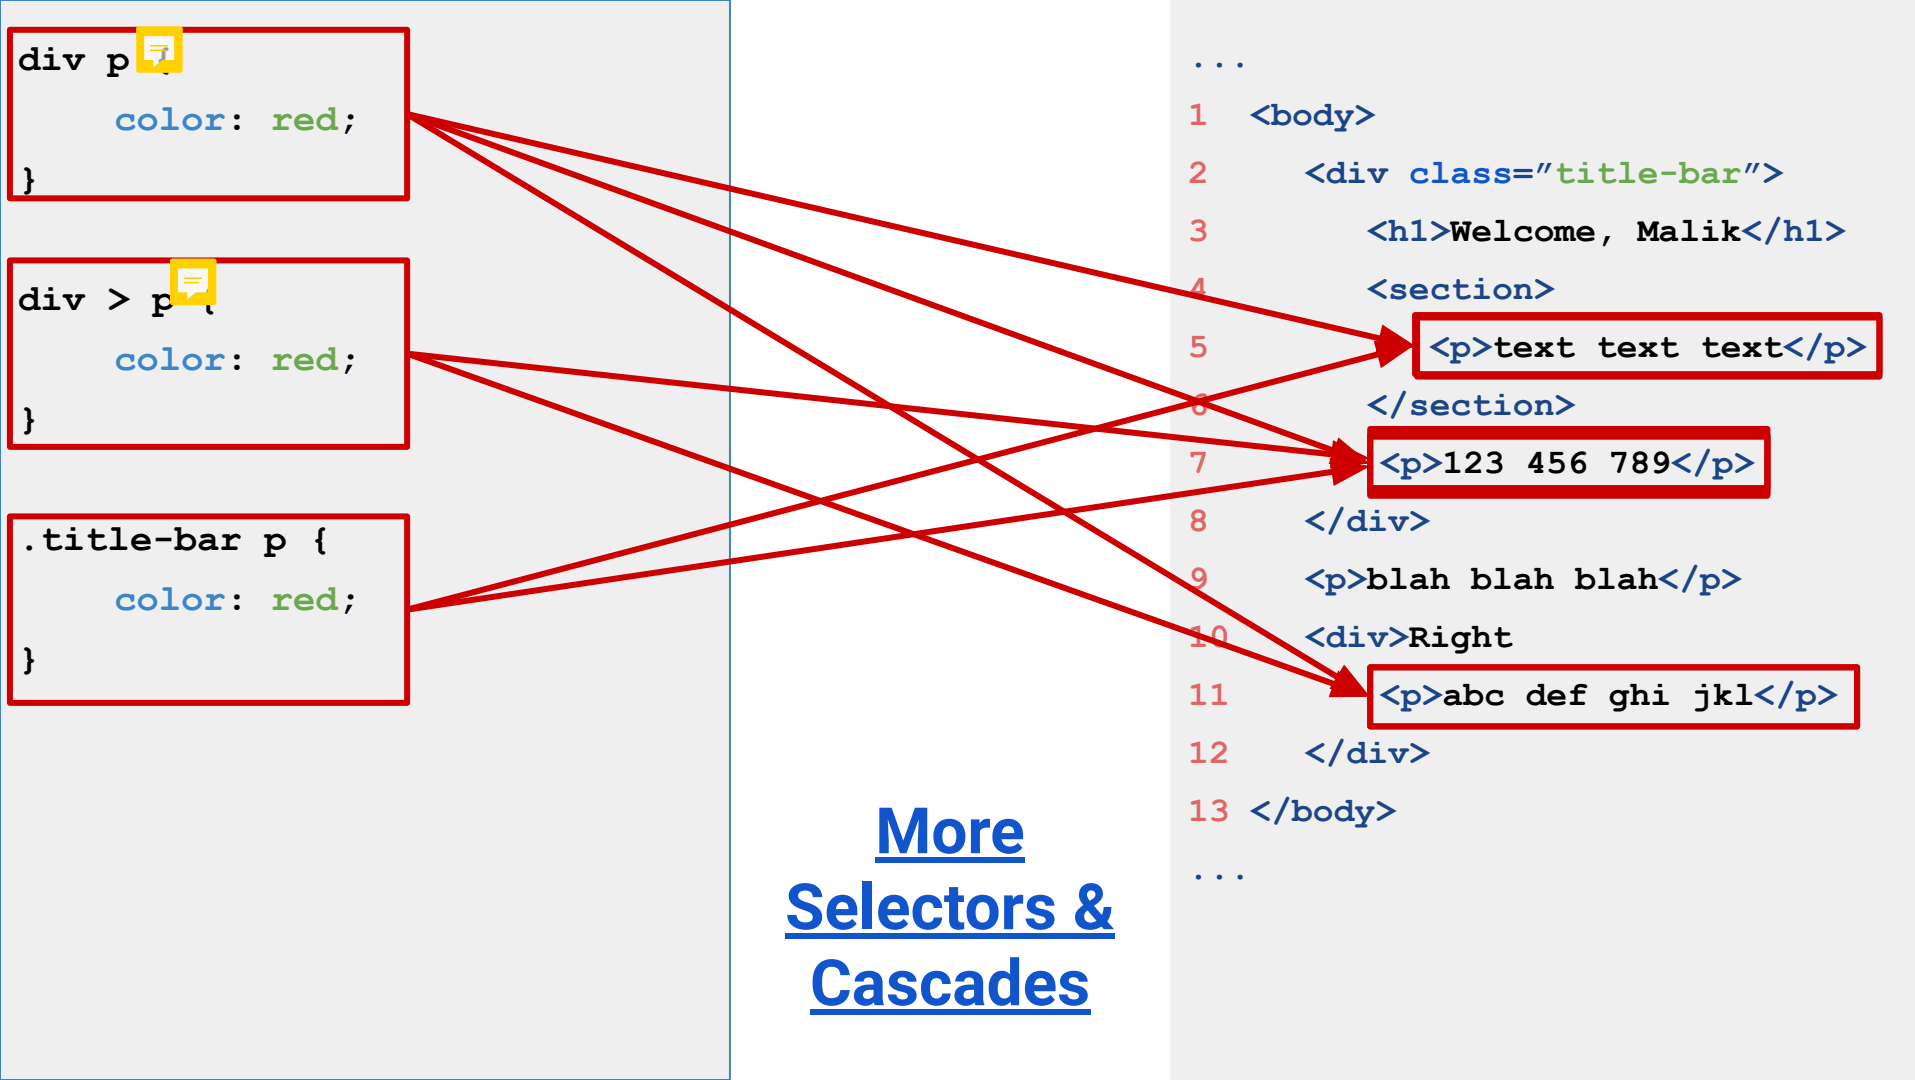 div p {
color: red;
}
div > p {
color: red;
}
.title-bar p {
color: red;
}
More
Selectors &
Cascades
...
1 <body>
2 <div class=”title-bar”>
3 <h1>Welcome, Malik</h1>
4 <section>
5 <p>text text text</p>
6 </section>
7 <p>123 456 789</p>
8 </div>
9 <p>blah blah blah</p>
10 <div>Right
11 <p>abc def ghi jkl</p>
12 </div>
13 </body>
...